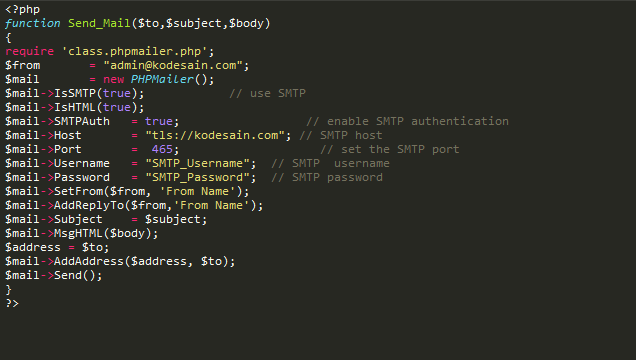 <?php
function Send_Mail($to,$subject,$body)
{
require 'class.phpmailer.php';
$from       = "admin@kodesain.com";
$mail       = new PHPMailer();
$mail->IsSMTP(true);            // use SMTP
$mail->IsHTML(true);
$mail->SMTPAuth   = true;                  // enable SMTP authentication
$mail->Host       = "tls://kodesain.com"; // SMTP host
$mail->Port       =  465;                    // set the SMTP port
$mail->Username   = "SMTP_Username";  // SMTP  username
$mail->Password   = "SMTP_Password";  // SMTP password
$mail->SetFrom($from, 'From Name');
$mail->AddReplyTo($from,'From Name');
$mail->Subject    = $subject;
$mail->MsgHTML($body);
$address = $to;
$mail->AddAddress($address, $to);
$mail->Send();
}
?>